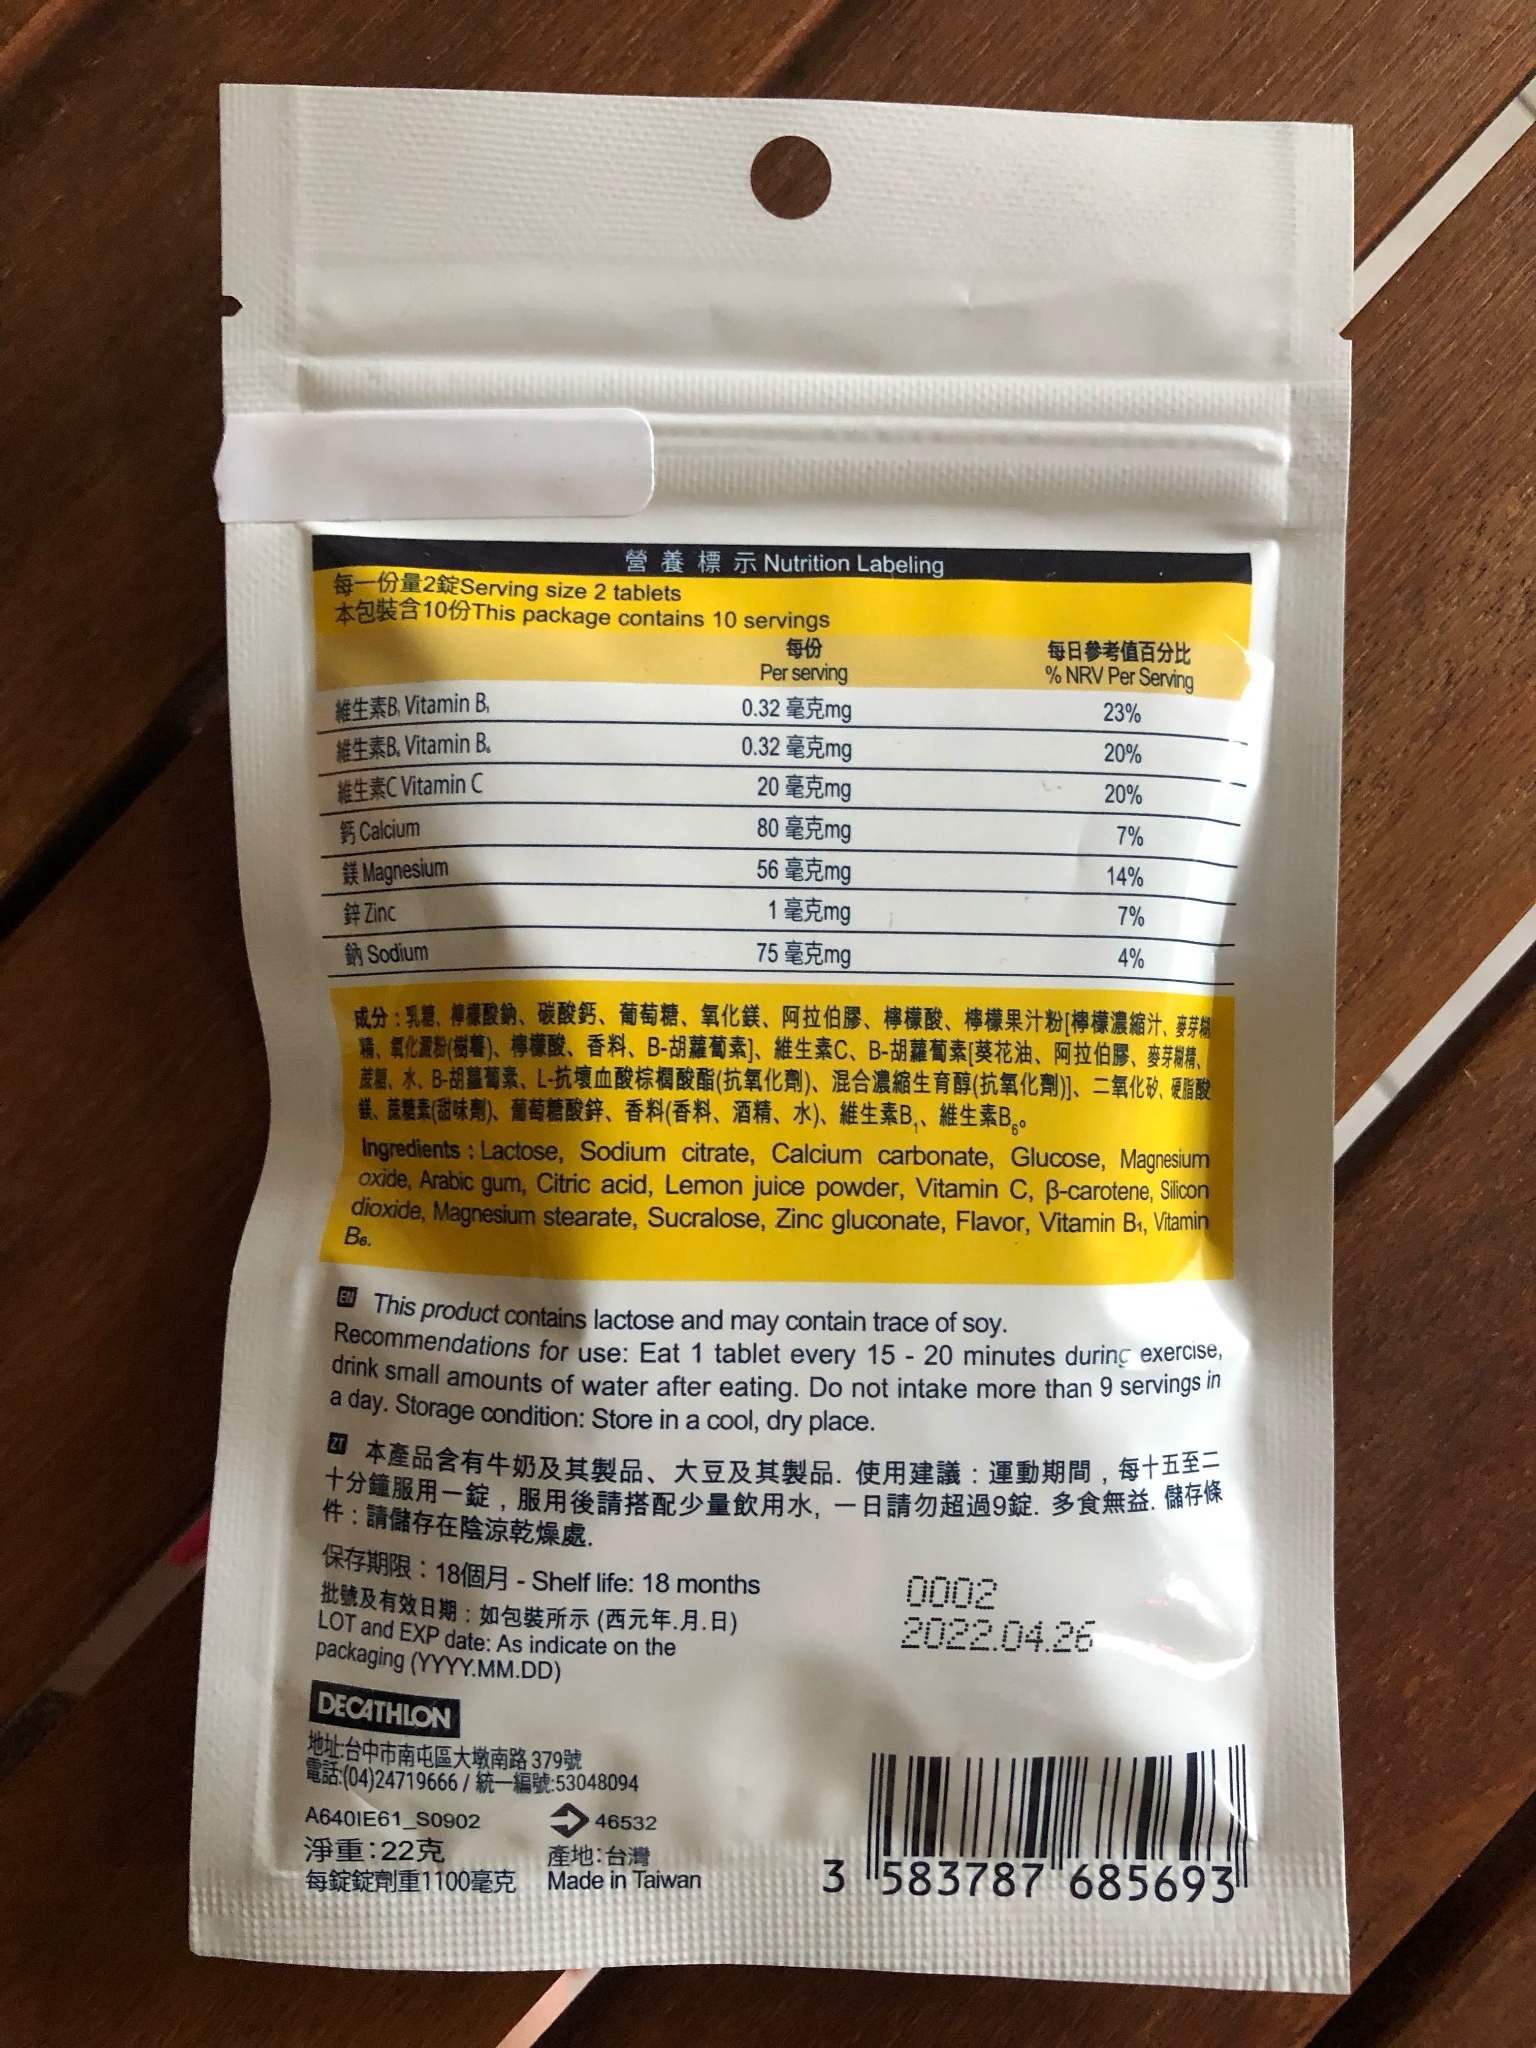 營養標示 Nutrition Labeling
每一份量2錠Serving size 2 tablets
本包裝含10份This package contains 10 servings
每份 每日參考值百分比
Per serving % NRV Per Serving
維生素B₁ Vitamin B₁ 0.32 毫克mg 23%
維生素B₆ Vitamin B₆ 0.32 毫克mg 20%
維生素C Vitamin C 20 毫克mg 20%
鈣 Calcium 80 毫克mg 7%
鎂 Magnesium 56 毫克mg 14%
鋅 Zinc 1 毫克mg 7%
鈉 Sodium 75 毫克mg 4%
成分:乳糖、檸檬酸鈉、碳酸鈣、葡萄糖、氧化鎂、阿拉伯膠、檸檬酸、檸檬果汁粉[檸檬濃縮汁、麥芽糊
精、氧化澱粉(樹薯)、檸檬酸、香料、B-胡蘿蔔素]、維生素C、B-胡蘿蔔素[葵花油、阿拉伯膠、麥芽糊精、
蔗糖、水、B-胡蘿蔔素、L-抗壞血酸棕櫚酸酯(抗氧化劑)、混合濃縮生育醇(抗氧化劑)]、二氧化矽、硬脂酸
鎂、蔗糖素(甜味劑)、葡萄糖酸鋅、香料(香料、酒精、水)、維生素B₁、維生素B₆。
Ingredients : Lactose, Sodium citrate, Calcium carbonate, Glucose, Magnesium
oxide, Arabic gum, Citric acid, Lemon juice powder, Vitamin C, β-carotene, Silicon
dioxide, Magnesium stearate, Sucralose, Zinc gluconate, Flavor, Vitamin B₁, Vitamin
B₆.
EN This product contains lactose and may contain trace of soy.
Recommendations for use: Eat 1 tablet every 15 - 20 minutes during exercise,
drink small amounts of water after eating. Do not intake more than 9 servings in
a day. Storage condition: Store in a cool, dry place.
ZT 本產品含有牛奶及其製品、大豆及其製品. 使用建議:運動期間,每十五至二
十分鐘服用一錠,服用後請搭配少量飲用水, 一日請勿超過9錠. 多食無益. 儲存條
件:請儲存在陰涼乾燥處.
保存期限:18個月 - Shelf life: 18 months
批號及有效日期:如包裝所示 (西元年.月.日)
LOT and EXP date: As indicate on the
packaging (YYYY.MM.DD)
0002
2022.04.26
DECATHLON
地址:台中市南屯區大墩南路 379號
電話:(04)24719666 / 統一編號:53048094
A640IE61_S0902 46532
淨重:22克 產地:台灣
每錠錠劑重1100毫克 Made in Taiwan
3 583787 685693